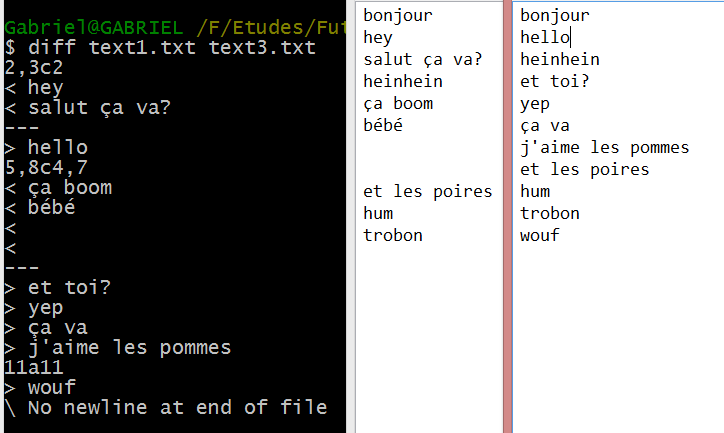 Gabriel@GABRIEL /F/Etudes/Fut
$ diff text1.txt text3.txt
2,3c2
< hey
< salut ça va?
---
> hello
5,8c4,7
< ça boom
< bébé
<
<
---
> et toi?
> yep
> ça va
> j'aime les pommes
11a11
> wouf
\ No newline at end of file
bonjour
hey
salut ça va?
heinhein
ça boom
bébé
et les poires
hum
trobon
bonjour
hello
heinhein
et toi?
yep
ça va
j'aime les pommes
et les poires
hum
trobon
wouf